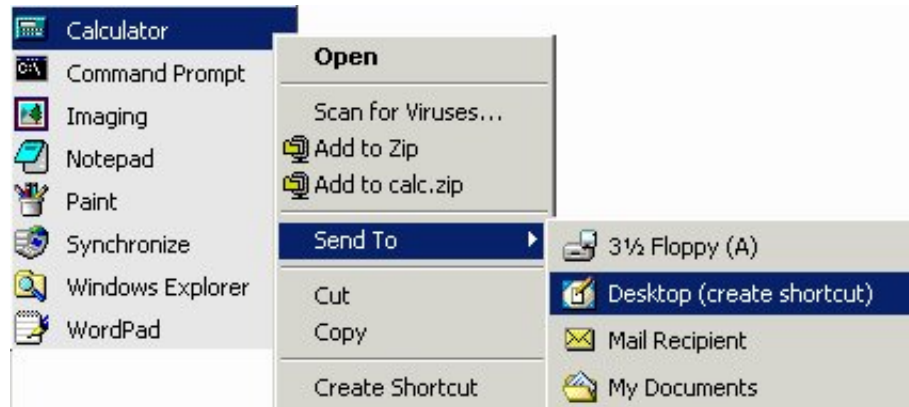 Calculator
Command Prompt
Imaging
Notepad
Paint
Synchronize
Windows Explorer
WordPad
Open
Scan for Viruses...
Add to Zip
Add to calc.zip
Send To
Cut
Copy
Create Shortcut
3½ Floppy (A)
Desktop (create shortcut)
Mail Recipient
My Documents